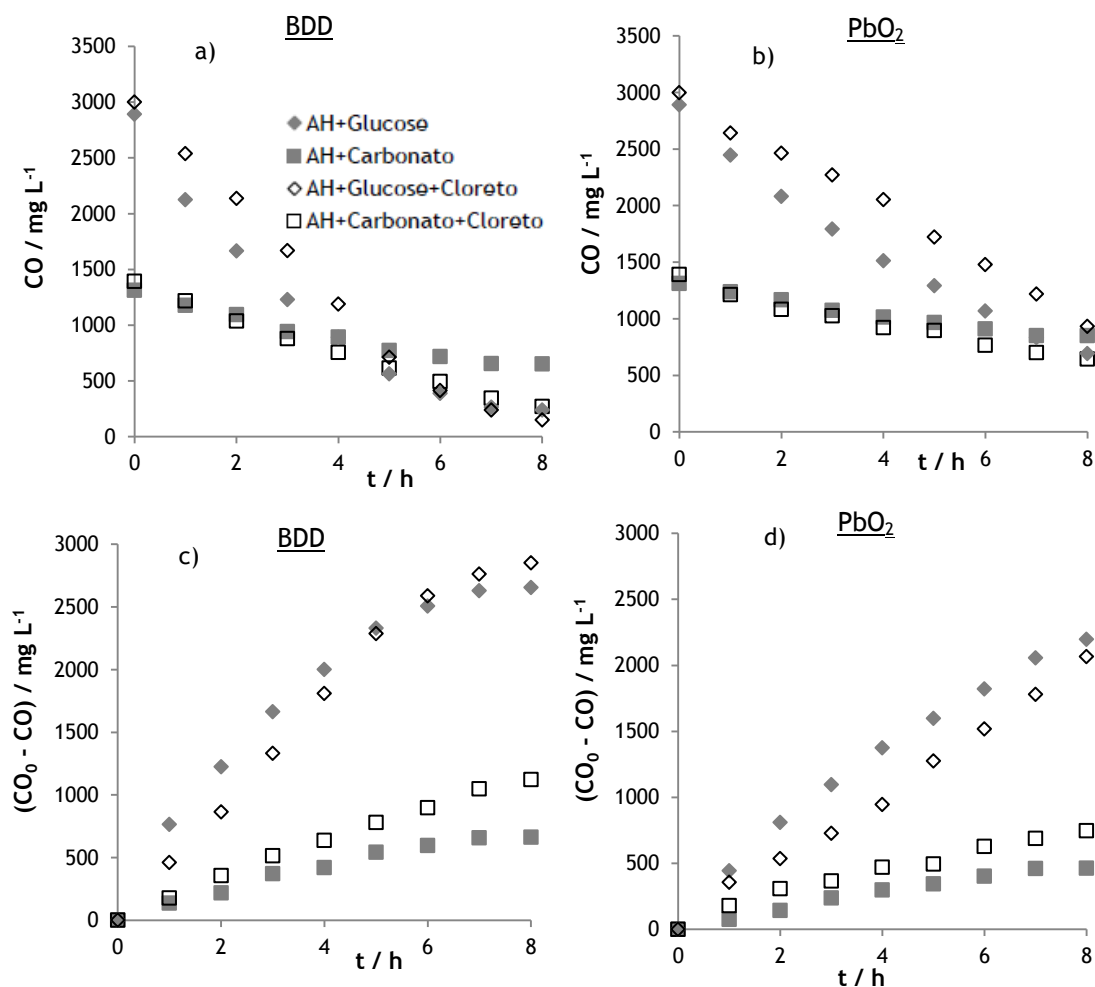 BDD
a)
3500
3000
2500
2000
1500
1000
500
0
CO / mg L⁻¹
0 2 4 6 8
t / h
AH+Glucose
AH+Carbonato
AH+Glucose+Cloreto
AH+Carbonato+Cloreto
PbO₂
b)
3500
3000
2500
2000
1500
1000
500
0
CO / mg L⁻¹
0 2 4 6 8
t / h
BDD
c)
3000
2500
2000
1500
1000
500
0
(CO₀ - CO) / mg L⁻¹
0 2 4 6 8
t / h
PbO₂
d)
3000
2500
2000
1500
1000
500
0
(CO₀ - CO) / mg L⁻¹
0 2 4 6 8
t / h